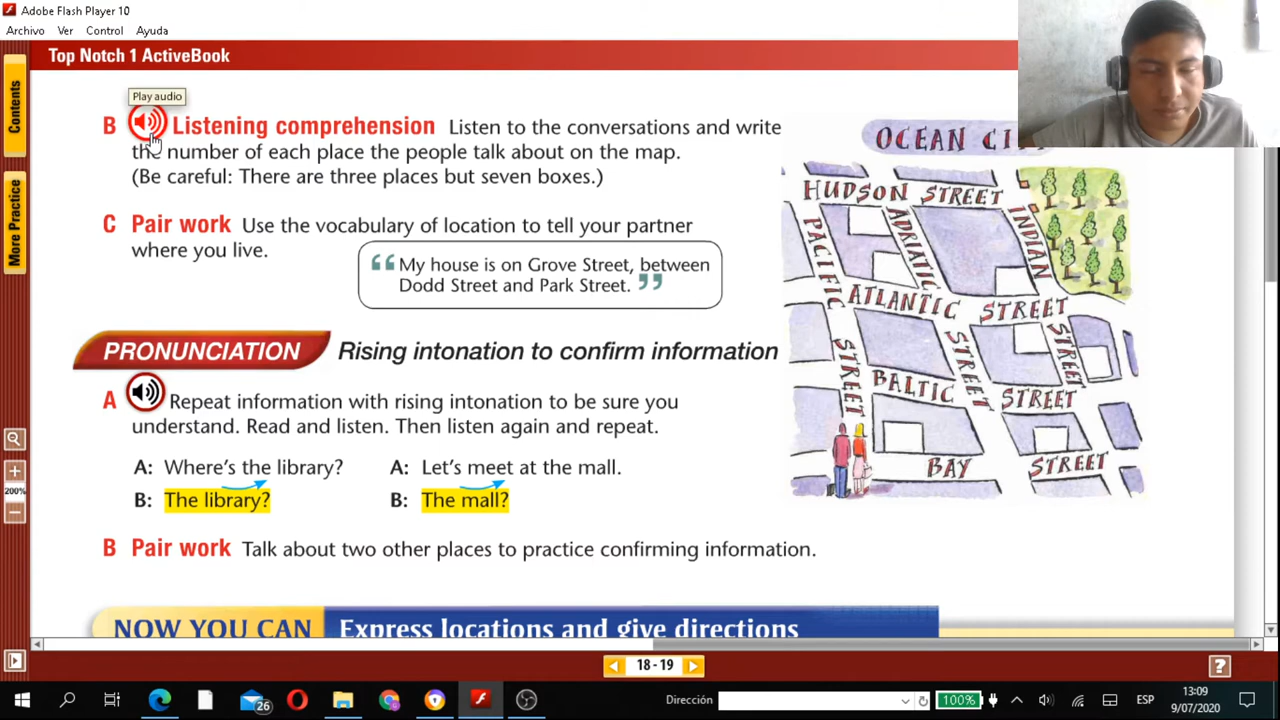 Adobe Flash Player 10
Archivo Ver Control Ayuda
Top Notch 1 ActiveBook
Contents
More Practice
Play audio
B Listening comprehension Listen to the conversations and write
the number of each place the people talk about on the map.
(Be careful: There are three places but seven boxes.)
C Pair work Use the vocabulary of location to tell your partner
where you live.
“My house is on Grove Street, between
Dodd Street and Park Street.”
OCEAN
HUDSON STREET
PACIFIC STREET
ADRIATIC STREET
INDIAN STREET
ATLANTIC STREET
BALTIC STREET
BAY STREET
PRONUNCIATION Rising intonation to confirm information
A Repeat information with rising intonation to be sure you
understand. Read and listen. Then listen again and repeat.
A: Where's the library? A: Let's meet at the mall.
B: The library? B: The mall?
B Pair work Talk about two other places to practice confirming information.
NOW YOU CAN Express locations and give directions
200%
18 - 19
?
26
Dirección
100%
ESP
13:09
9/07/2020